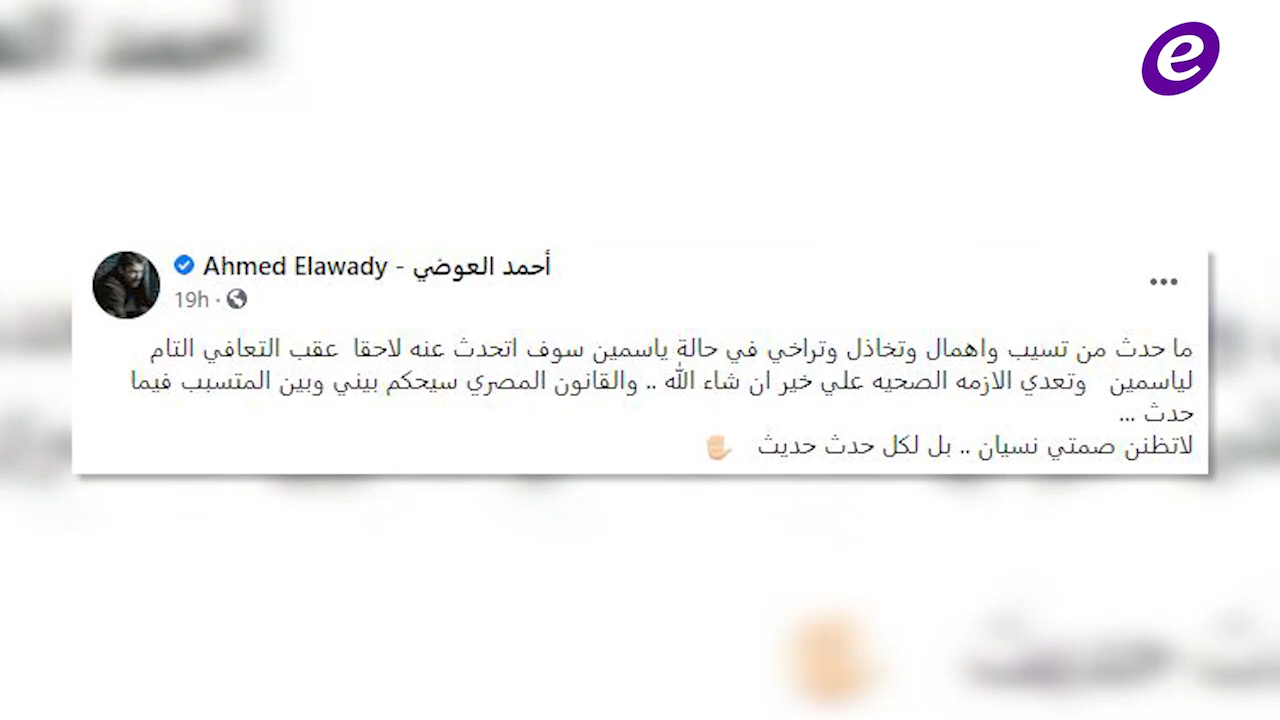 e
Ahmed Elawady - أحمد العوضي
19h ·
ما حدث من تسيب واهمال وتخاذل وتراخي في حالة ياسمين سوف اتحدث عنه لاحقا عقب التعافي التام
لياسمين وتعدي الازمه الصحيه علي خير ان شاء الله .. والقانون المصري سيحكم بيني وبين المتسبب فيما
حدث ...
لاتظنن صمتي نسيان .. بل لكل حدث حديث ✋🏻